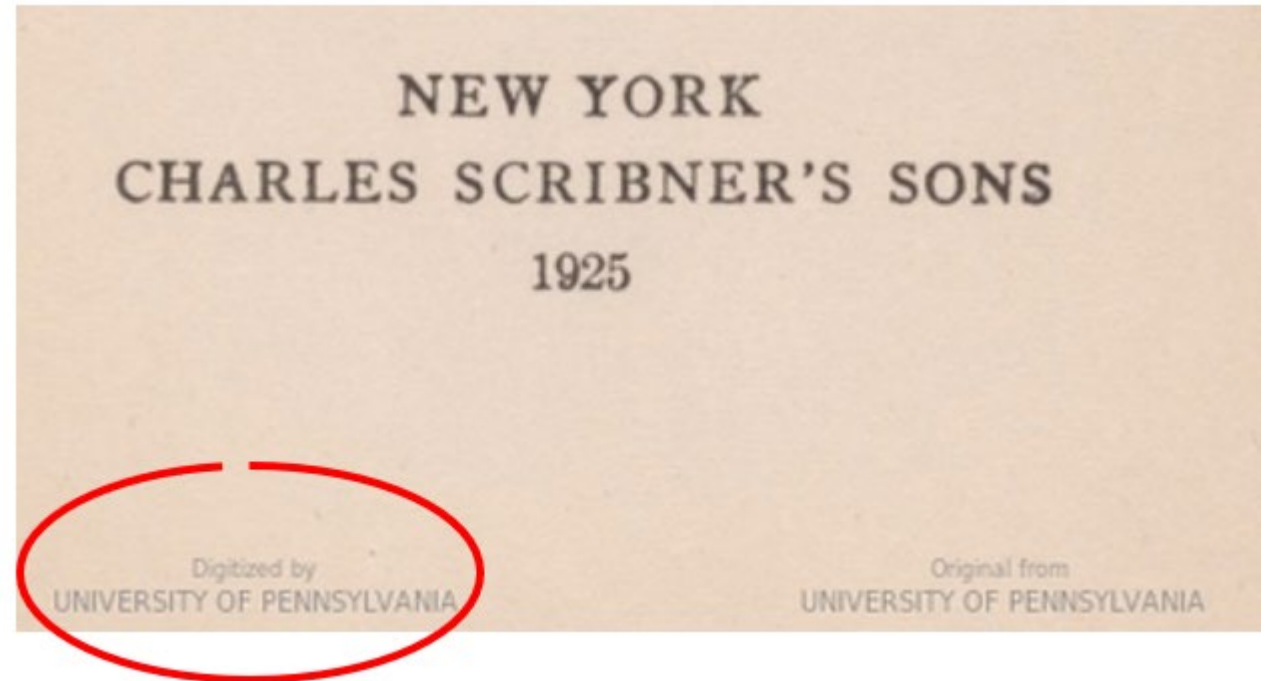 NEW YORK
CHARLES SCRIBNER'S SONS
1925
Digitized by
UNIVERSITY OF PENNSYLVANIA
Original from
UNIVERSITY OF PENNSYLVANIA